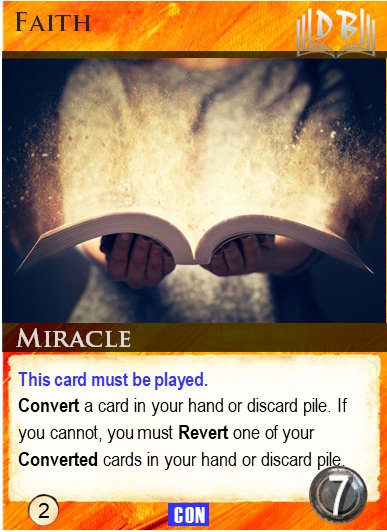 FAITH
DB
MIRACLE
This card must be played.
Convert a card in your hand or discard pile. If
you cannot, you must Revert one of your
Converted cards in your hand or discard pile.
7
2
CON